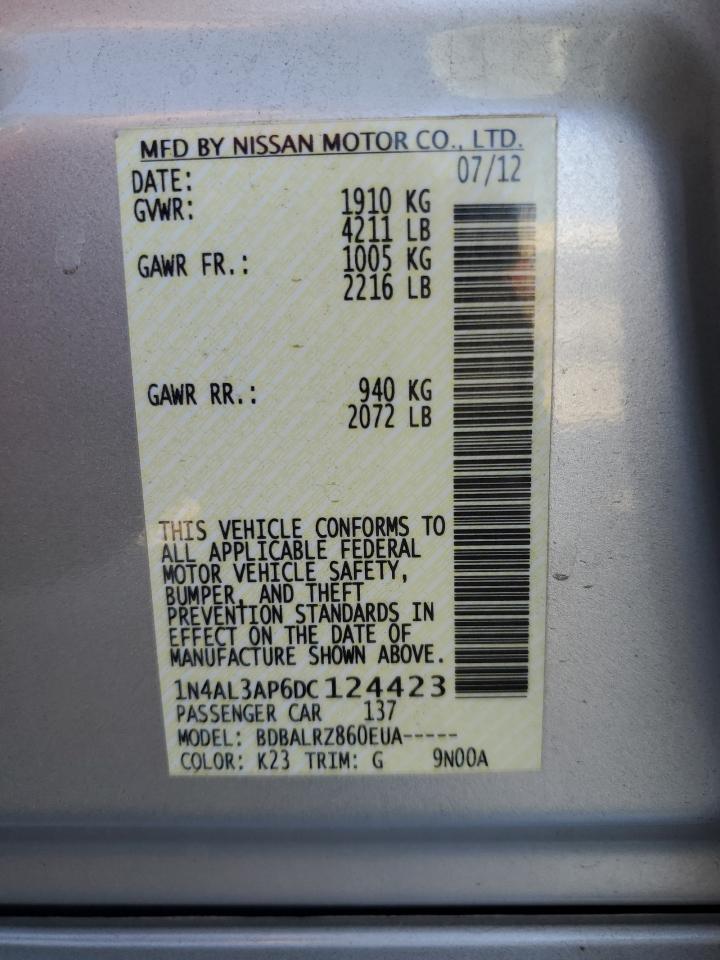 MFD BY NISSAN MOTOR CO., LTD.
DATE: 07/12
GVWR: 1910 KG
4211 LB
GAWR FR.: 1005 KG
2216 LB
GAWR RR.: 940 KG
2072 LB
THIS VEHICLE CONFORMS TO
ALL APPLICABLE FEDERAL
MOTOR VEHICLE SAFETY,
BUMPER, AND THEFT
PREVENTION STANDARDS IN
EFFECT ON THE DATE OF
MANUFACTURE SHOWN ABOVE.
1N4AL3AP6DC124423
PASSENGER CAR 137
MODEL: BDBALRZ860EUA-----
COLOR: K23 TRIM: G 9N00A